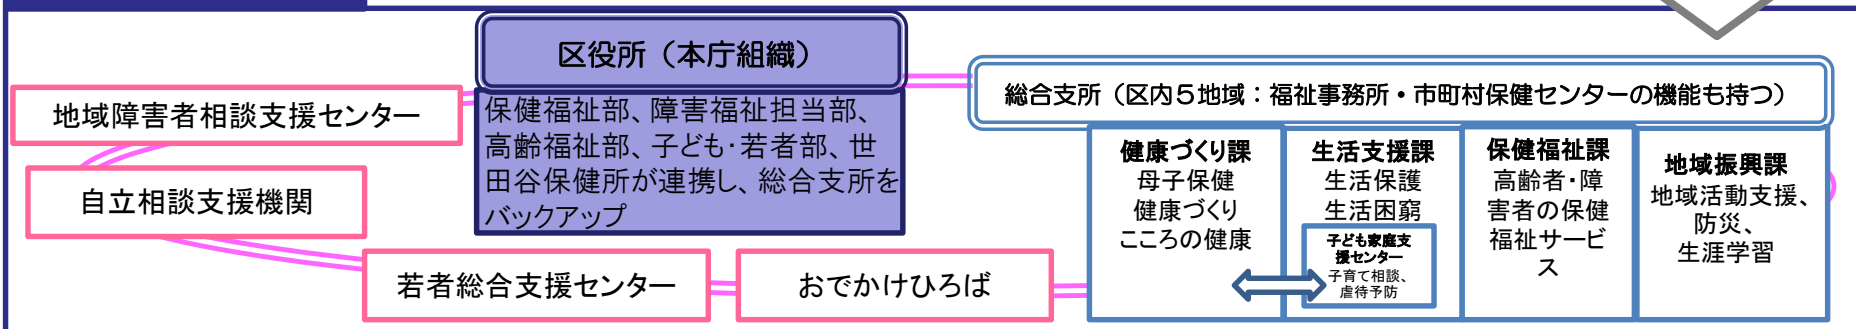 区役所（本庁組織）
保健福祉部、障害福祉担当部、
高齢福祉部、子ども・若者部、世
田谷保健所が連携し、総合支所を
バックアップ
地域障害者相談支援センター
自立相談支援機関
若者総合支援センター
おでかけひろば
総合支所（区内５地域：福祉事務所・市町村保健センターの機能も持つ）
健康づくり課
母子保健
健康づくり
こころの健康
生活支援課
生活保護
生活困窮
子ども家庭支
援センター
子育て相談、
虐待予防
保健福祉課
高齢者・障
害者の保健
福祉サービ
ス
地域振興課
地域活動支援、
防災、
生涯学習